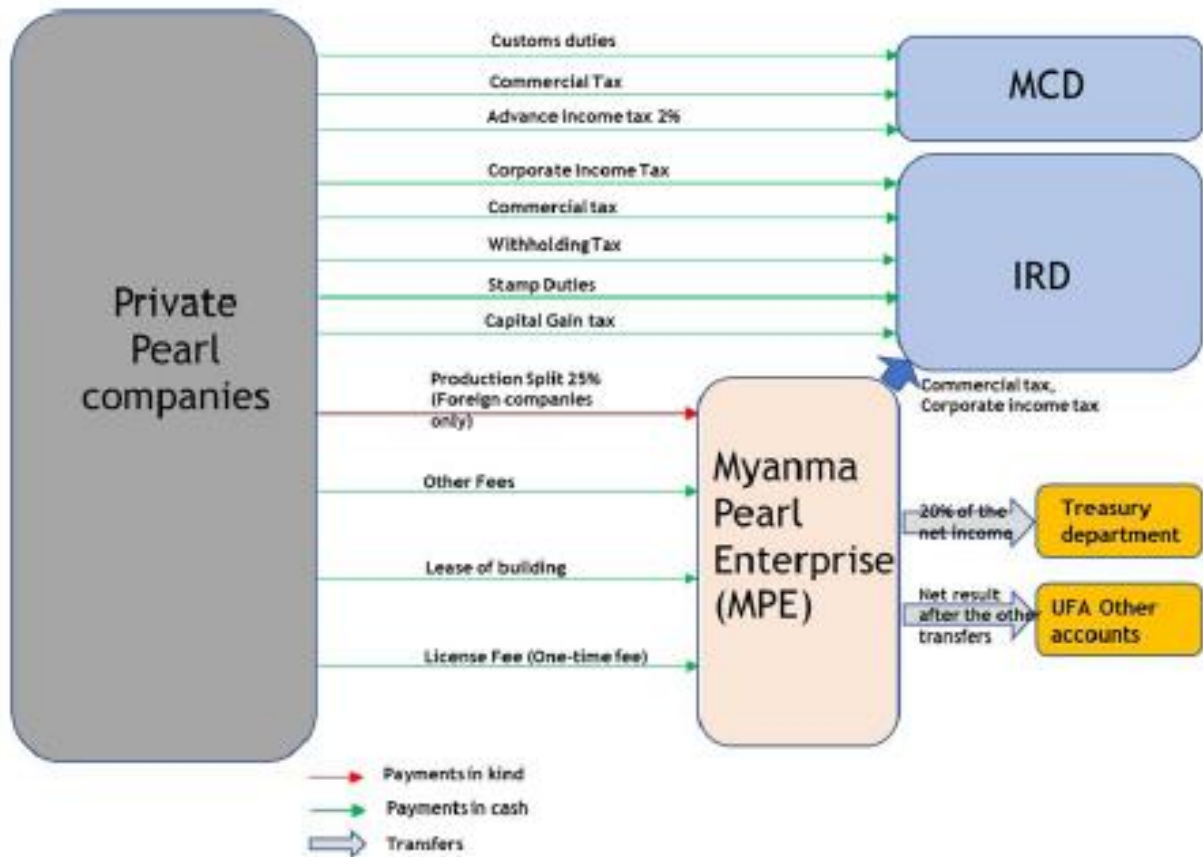 Private
Pearl
companies
Customs duties
Commercial Tax
Advance income tax 2%
MCD
Corporate Income Tax
Commercial tax
Withholding Tax
Stamp Duties
Capital Gain tax
IRD
Production Split 25%
(Foreign companies
only)
Other Fees
Lease of building
License Fee (One-time fee)
Myanma
Pearl
Enterprise
(MPE)
Commercial tax,
Corporate income tax
20% of the
net income
Treasury
department
Net result
after the other
transfers
UFA Other
accounts
Payments in kind
Payments in cash
Transfers